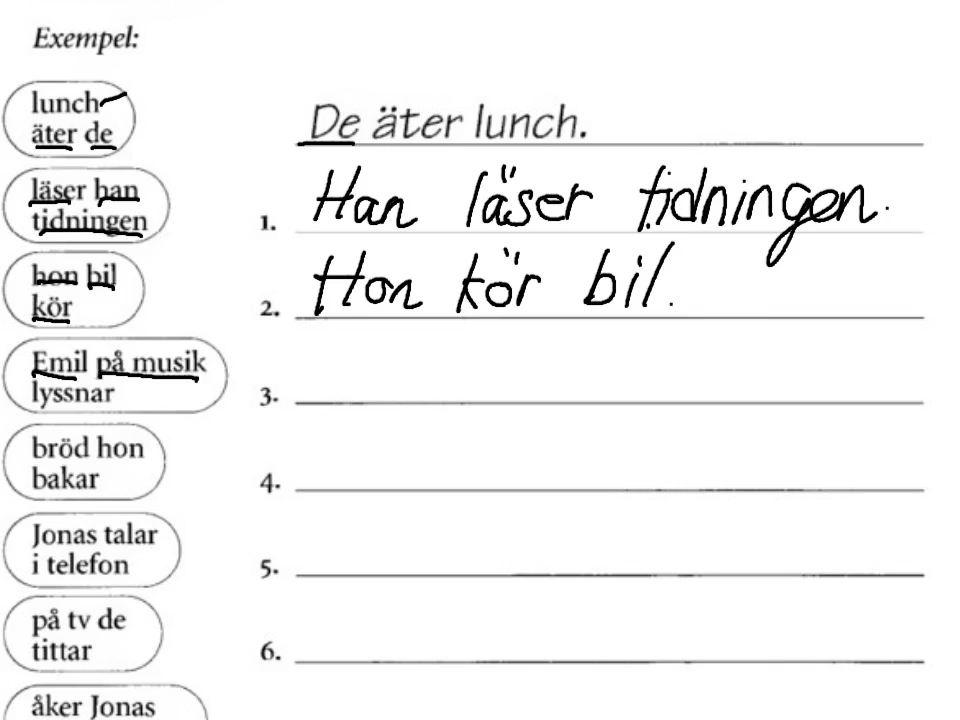 Exempel:
lunch
äter de
De äter lunch.
läser han
tidningen
1. Han läser tidningen.
hon bil
kör
2. Hon kör bil.
Emil på musik
lyssnar
3.
bröd hon
bakar
4.
Jonas talar
i telefon
5.
på tv de
tittar
6.
åker Jonas